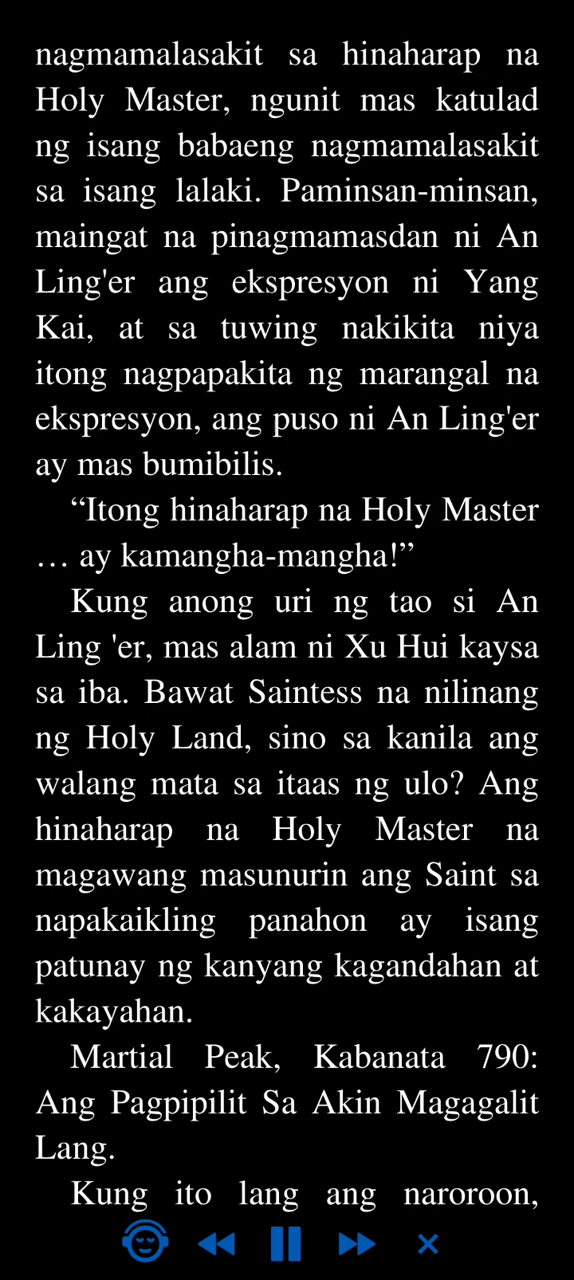 nagmamalasakit sa hinaharap na
Holy Master, ngunit mas katulad
ng isang babaeng nagmamalasakit
sa isang lalaki. Paminsan-minsan,
maingat na pinagmamasdan ni An
Ling'er ang ekspresyon ni Yang
Kai, at sa tuwing nakikita niya
itong nagpapakita ng marangal na
ekspresyon, ang puso ni An Ling'er
ay mas bumibilis.
“Itong hinaharap na Holy Master
… ay kamangha-mangha!”
Kung anong uri ng tao si An
Ling 'er, mas alam ni Xu Hui kaysa
sa iba. Bawat Saintess na nilinang
ng Holy Land, sino sa kanila ang
walang mata sa itaas ng ulo? Ang
hinaharap na Holy Master na
magawang masunurin ang Saint sa
napakaikling panahon ay isang
patunay ng kanyang kagandahan at
kakayahan.
Martial Peak, Kabanata 790:
Ang Pagpipilit Sa Akin Magagalit
Lang.
Kung ito lang ang naroroon,